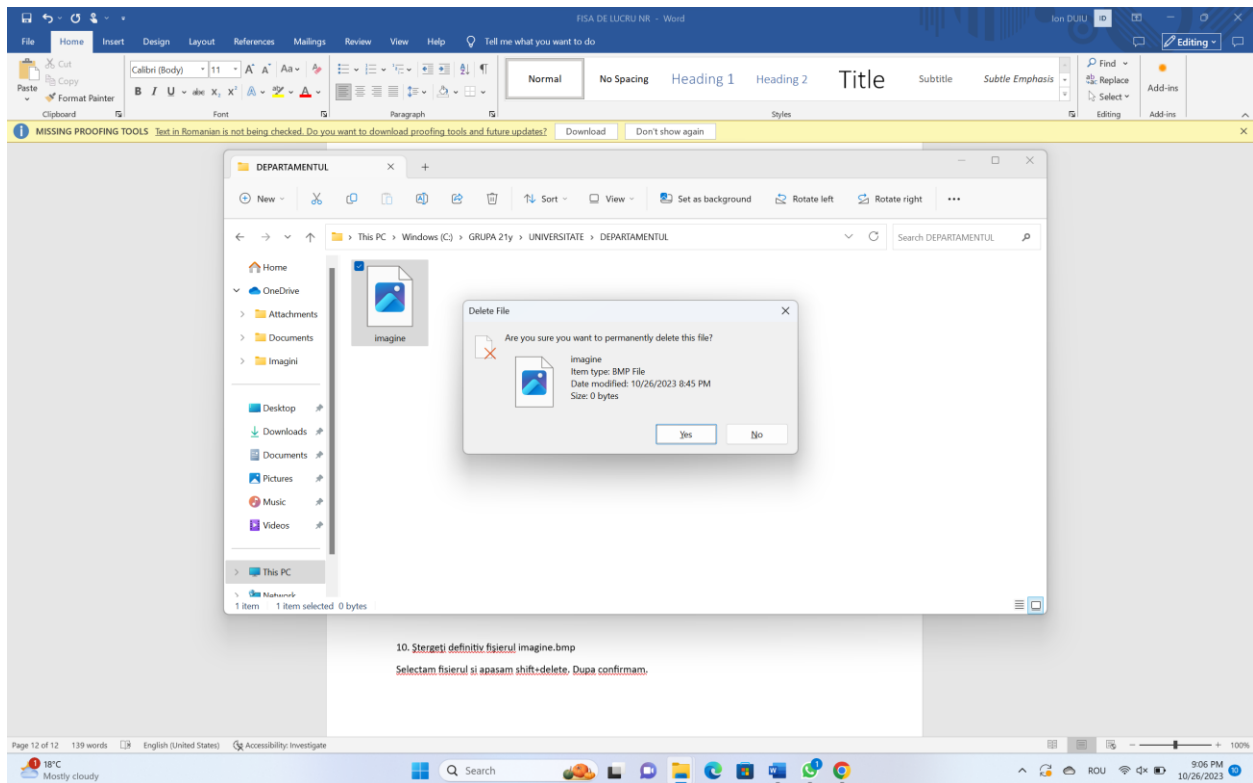 FISA DE LUCRU NR - Word
Ion DUIU ID
File Home Insert Design Layout References Mailings Review View Help Tell me what you want to do
Editing
Paste
Cut
Copy
Format Painter
Calibri (Body) 11
Normal
No Spacing
Heading 1
Heading 2
Title
Subtitle
Subtle Emphasis
Find
Replace
Select
Add-ins
Clipboard Font Paragraph Styles Editing Add-ins
MISSING PROOFING TOOLS Text in Romanian is not being checked. Do you want to download proofing tools and future updates? Download Don't show again
DEPARTAMENTUL
New Sort View Set as background Rotate left Rotate right
This PC > Windows (C:) > GRUPA 21y > UNIVERSITATE > DEPARTAMENTUL
Search DEPARTAMENTUL
Home
OneDrive
Attachments
Documents
Imagini
Desktop
Downloads
Documents
Pictures
Music
Videos
This PC
Network
imagine
Delete File
Are you sure you want to permanently delete this file?
imagine
Item type: BMP File
Date modified: 10/26/2023 8:45 PM
Size: 0 bytes
Yes No
1 item 1 item selected 0 bytes
10. Ștergeți definitiv fișierul imagine.bmp
Selectam fisierul si apasam shift+delete. Dupa confirmam.
Page 12 of 12 139 words English (United States) Accessibility: Investigate 100%
1 18°C
Mostly cloudy
Search
ROU
9:06 PM
10/26/2023
10